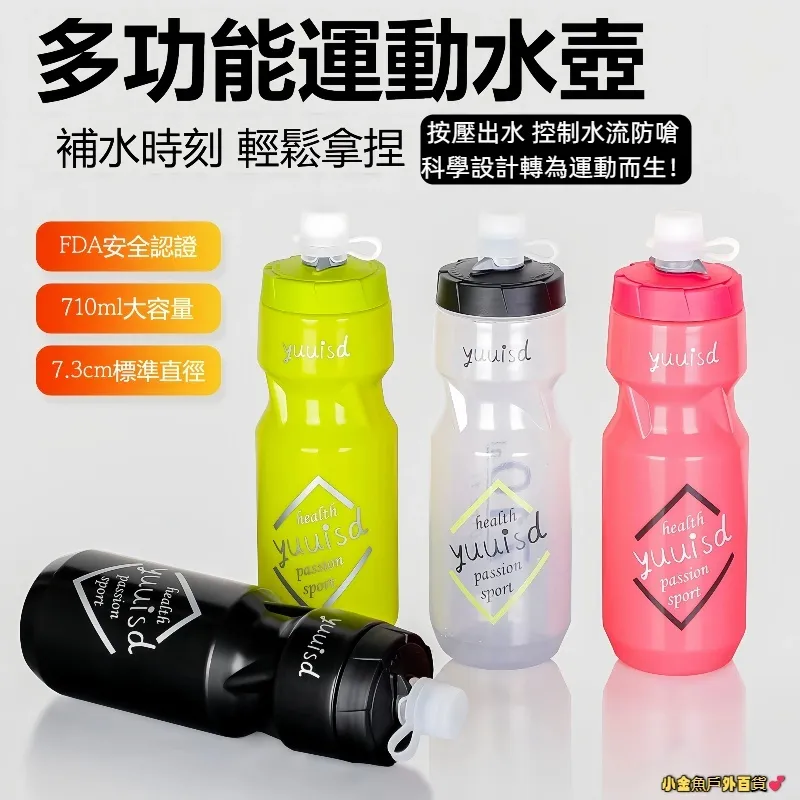 多功能運動水壺
補水時刻 輕鬆拿捏
按壓出水 控制水流防嗆
科學設計轉為運動而生!
FDA安全認證
710ml大容量
7.3cm標準直徑
yuuisd
yuuisd
yuuisd
health
yuuisd
passion
sport
health
yuuisd
passion
sport
health
yuuisd
passion
sport
health
yuuisd
passion
sport
yuuisd
小金魚戶外百貨💕